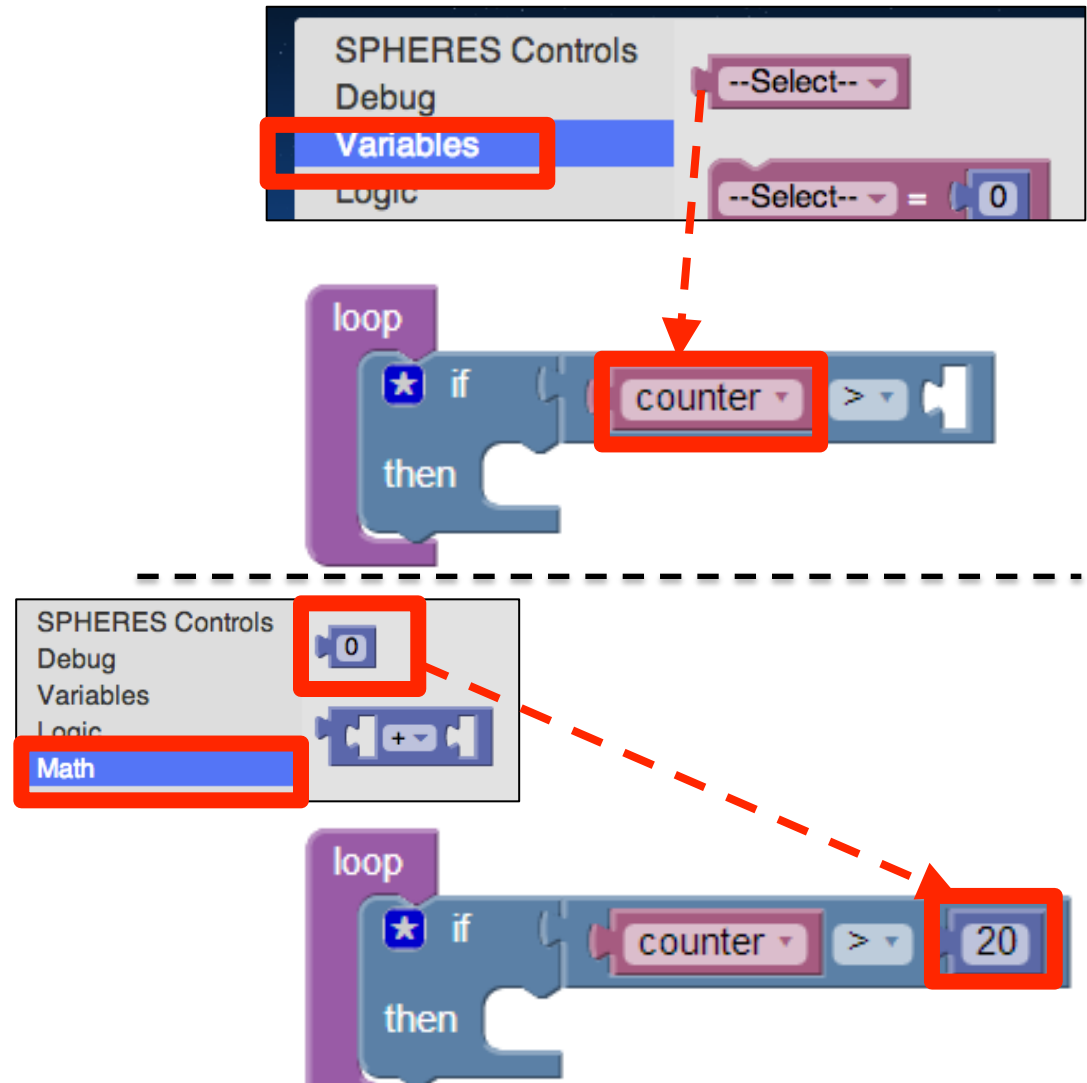 SPHERES Controls
--Select--
Debug
Variables
Logic
--Select-- = 0
loop
if counter >
then
SPHERES Controls
0
Debug
Variables
Logic
+
Math
loop
if counter > 20
then